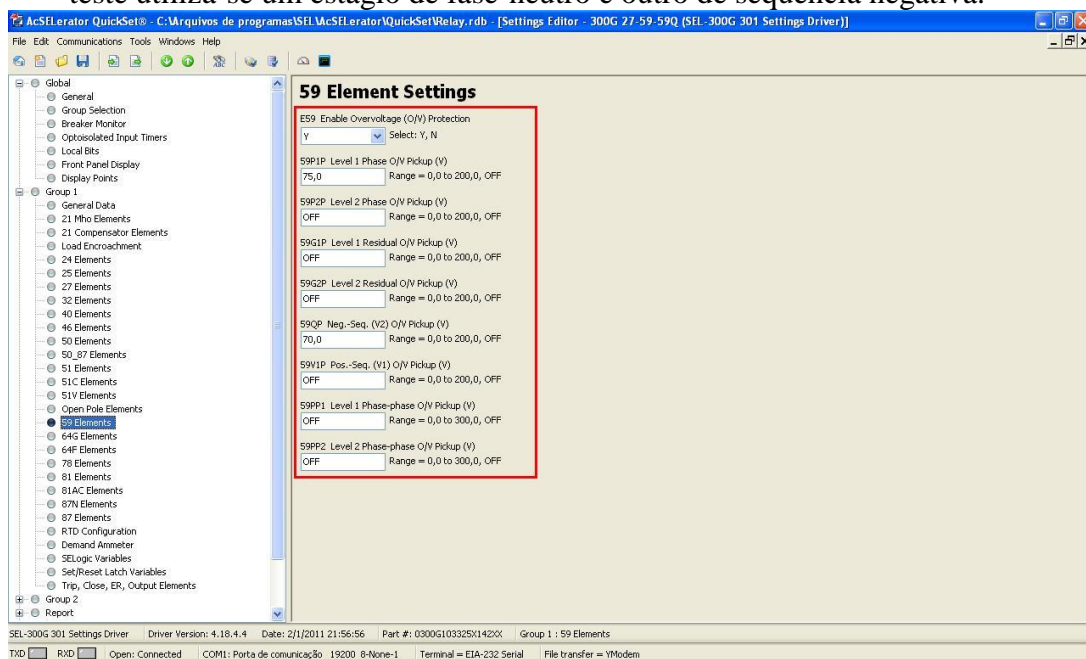 teste utiliza-se um estágio de fase-neutro e outro de sequência negativa.
AcSELerator QuickSet® - C:\Arquivos de programas\SEL\AcSELerator\QuickSet\Relay.rdb - [Settings Editor - 300G 27-59-59Q (SEL-300G 301 Settings Driver)]
File Edit Communications Tools Windows Help
Global
General
Group Selection
Breaker Monitor
Optoisolated Input Timers
Local Bits
Front Panel Display
Display Points
Group 1
General Data
21 Mho Elements
21 Compensator Elements
Load Encroachment
24 Elements
25 Elements
27 Elements
32 Elements
40 Elements
46 Elements
50 Elements
50_87 Elements
51 Elements
51C Elements
51V Elements
Open Pole Elements
59 Elements
64G Elements
64F Elements
78 Elements
81 Elements
81AC Elements
87N Elements
87 Elements
RTD Configuration
Demand Ammeter
SELogic Variables
Set/Reset Latch Variables
Trip, Close, ER, Output Elements
Group 2
Report
59 Element Settings
E59 Enable Overvoltage (O/V) Protection
Y Select: Y, N
59P1P Level 1 Phase O/V Pickup (V)
75,0 Range = 0,0 to 200,0, OFF
59P2P Level 2 Phase O/V Pickup (V)
OFF Range = 0,0 to 200,0, OFF
59G1P Level 1 Residual O/V Pickup (V)
OFF Range = 0,0 to 200,0, OFF
59G2P Level 2 Residual O/V Pickup (V)
OFF Range = 0,0 to 200,0, OFF
59QP Neg.-Seq. (V2) O/V Pickup (V)
70,0 Range = 0,0 to 200,0, OFF
59V1P Pos.-Seq. (V1) O/V Pickup (V)
OFF Range = 0,0 to 200,0, OFF
59PP1 Level 1 Phase-phase O/V Pickup (V)
OFF Range = 0,0 to 300,0, OFF
59PP2 Level 2 Phase-phase O/V Pickup (V)
OFF Range = 0,0 to 300,0, OFF
SEL-300G 301 Settings Driver Driver Version: 4.18.4.4 Date: 2/1/2011 21:56:56 Part #: 0300G103325X142XX Group 1 : 59 Elements
TXD RXD Open: Connected COM1: Porta de comunicação 19200 8-None-1 Terminal = EIA-232 Serial File transfer = YModem